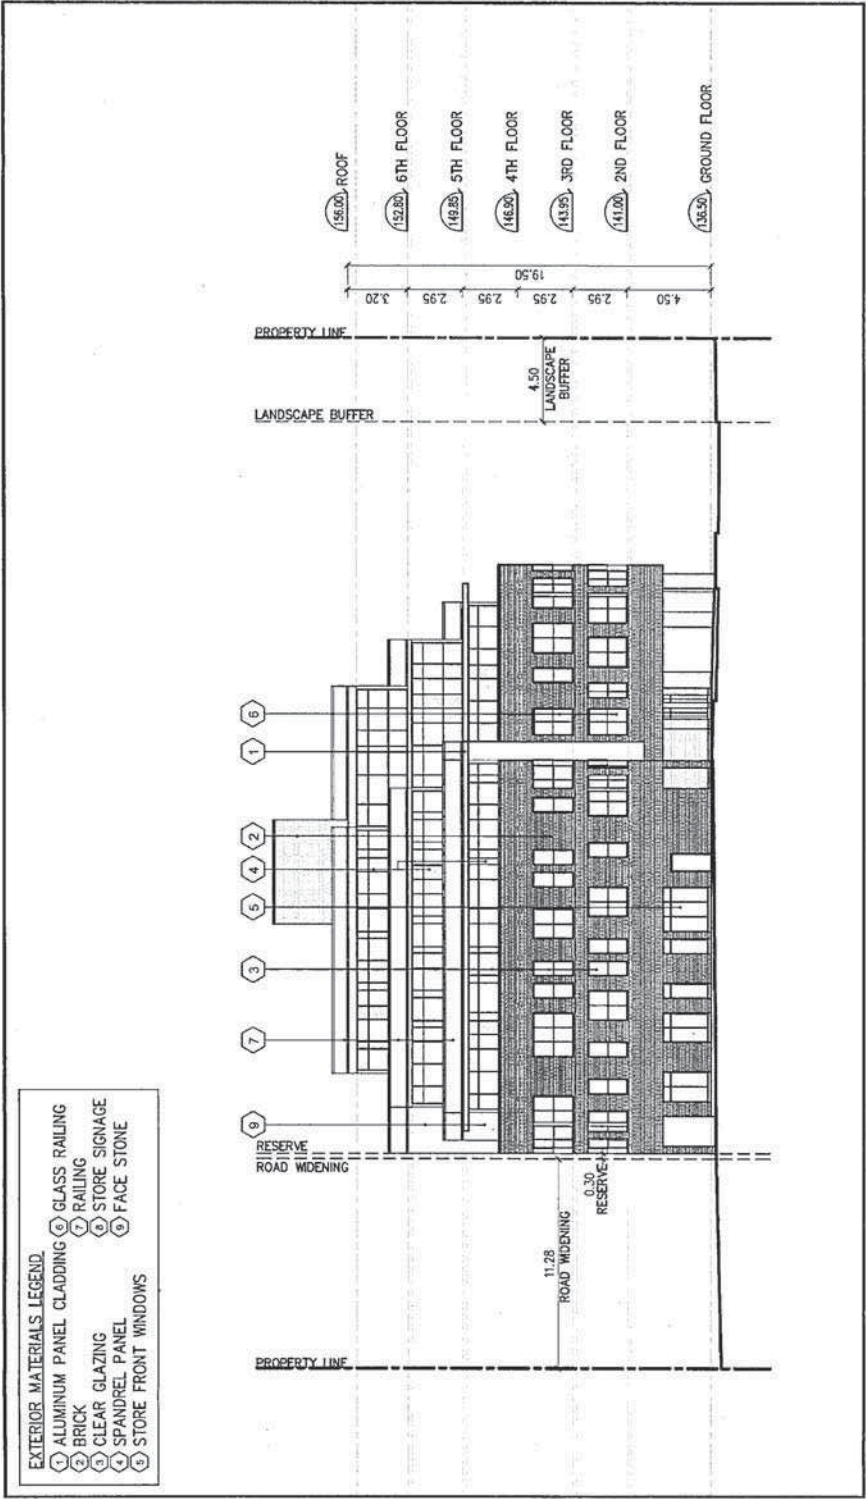 EXTERIOR MATERIALS LEGEND
1 ALUMINUM PANEL CLADDING
2 BRICK
3 CLEAR GLAZING
4 SPANDREL PANEL
5 STORE FRONT WINDOWS
6 GLASS RAILING
7 RAILING
8 STORE SIGNAGE
9 FACE STONE
PROPERTY LINE
ROAD WIDENING
RESERVE
9
7
3
5
4
2
1
6
LANDSCAPE BUFFER
PROPERTY LINE
11.28
ROAD WIDENING
0.30
RESERVE
4.50
LANDSCAPE
BUFFER
3.20
2.95
2.95
2.95
2.95
4.50
19.50
156.00 ROOF
152.80 6TH FLOOR
149.85 5TH FLOOR
146.90 4TH FLOOR
143.95 3RD FLOOR
141.00 2ND FLOOR
136.50 GROUND FLOOR